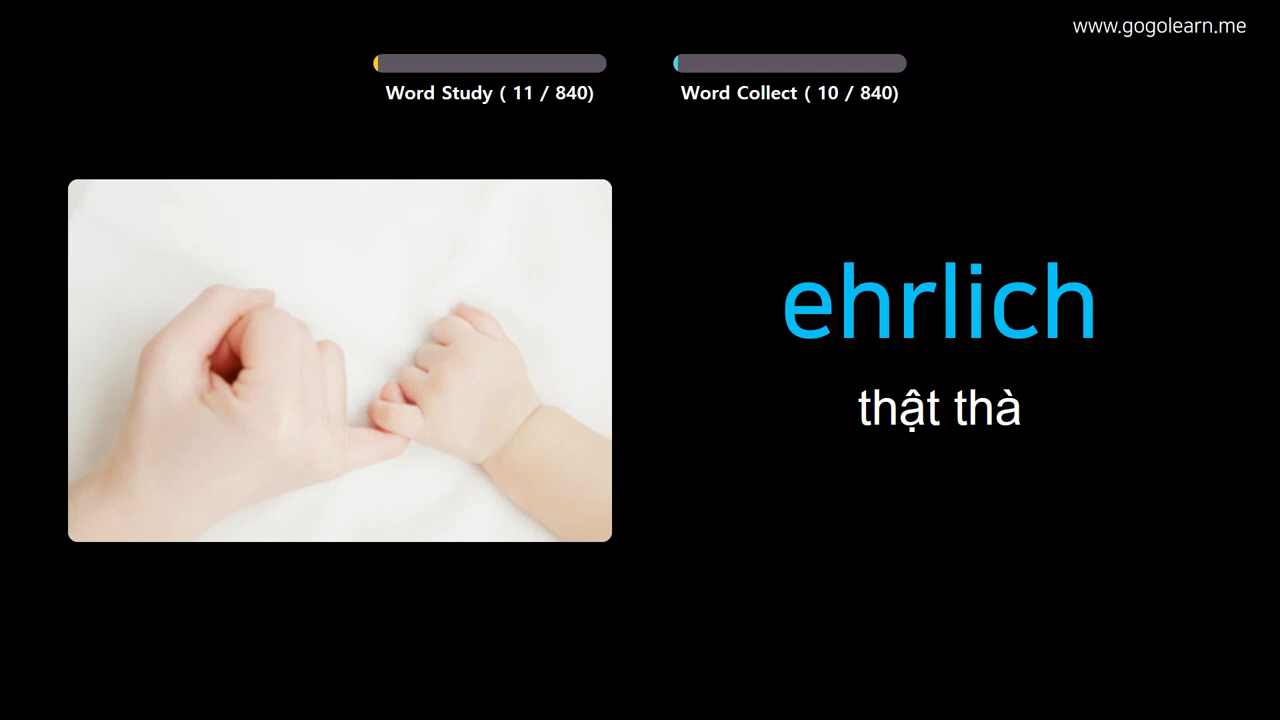 www.gogolearn.me
Word Study ( 11 / 840)
Word Collect ( 10 / 840)
ehrlich
thật thà